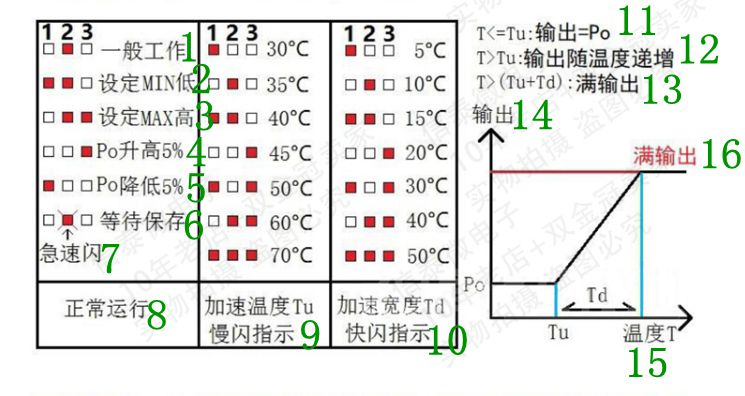 1 2 3 1 2 3 1 2 3
一般工作 1 30°C 5°C
设定MIN低 2 35°C 10°C
设定MAX高 3 40°C 15°C
Po升高5% 4 45°C 20°C
Po降低5% 5 50°C 30°C
等待保存 6 60°C 40°C
急速闪 7 70°C 50°C
正常运行 8
加速温度Tu
慢闪指示 9
加速宽度Td
快闪指示 10
T<=Tu:输出=Po 11
T>Tu:输出随温度递增 12
T>(Tu+Td):满输出 13
输出 14
满输出 16
Po
Td
Tu
温度T
15